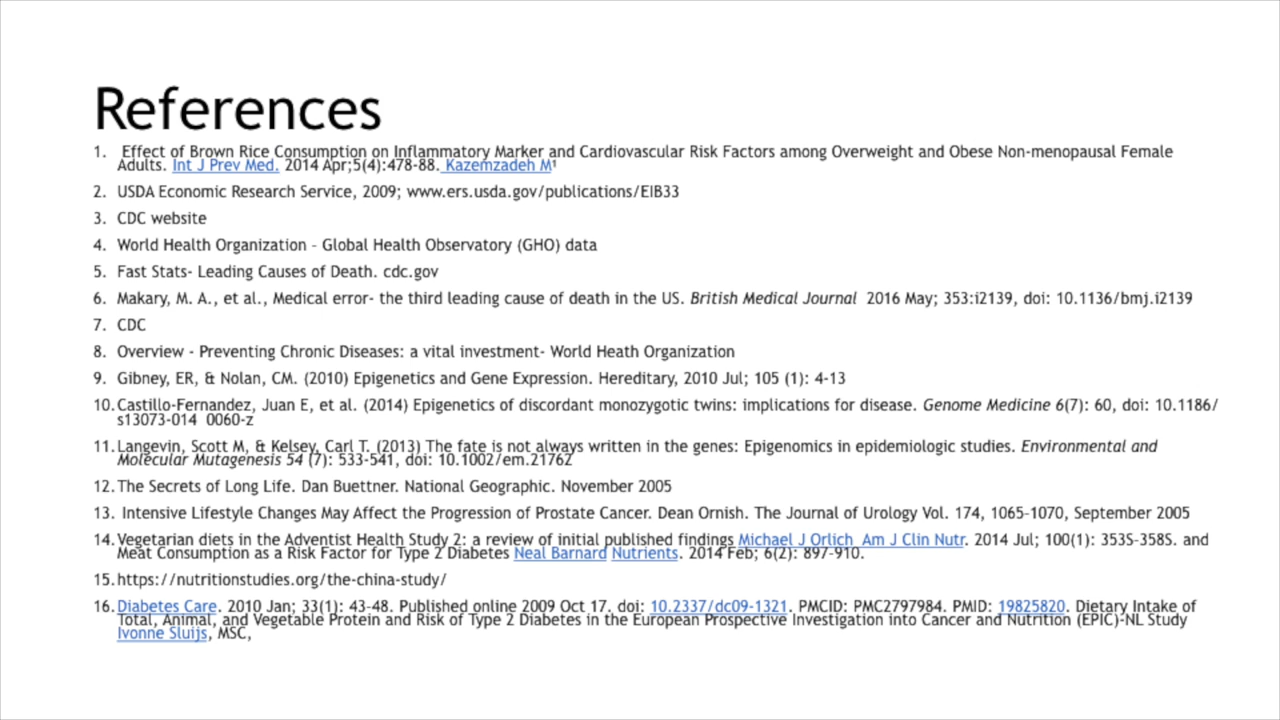 References
1. Effect of Brown Rice Consumption on Inflammatory Marker and Cardiovascular Risk Factors among Overweight and Obese Non-menopausal Female
Adults. Int J Prev Med. 2014 Apr;5(4):478-88. Kazemzadeh M¹
2. USDA Economic Research Service, 2009; www.ers.usda.gov/publications/EIB33
3. CDC website
4. World Health Organization - Global Health Observatory (GHO) data
5. Fast Stats- Leading Causes of Death. cdc.gov
6. Makary, M. A., et al., Medical error- the third leading cause of death in the US. British Medical Journal 2016 May; 353:i2139, doi: 10.1136/bmj.i2139
7. CDC
8. Overview - Preventing Chronic Diseases: a vital investment- World Heath Organization
9. Gibney, ER, & Nolan, CM. (2010) Epigenetics and Gene Expression. Hereditary, 2010 Jul; 105 (1): 4-13
10. Castillo-Fernandez, Juan E, et al. (2014) Epigenetics of discordant monozygotic twins: implications for disease. Genome Medicine 6(7): 60, doi: 10.1186/
s13073-014 0060-z
11. Langevin, Scott M, & Kelsey, Carl T. (2013) The fate is not always written in the genes: Epigenomics in epidemiologic studies. Environmental and
Molecular Mutagenesis 54 (7): 533-541, doi: 10.1002/em.21762
12. The Secrets of Long Life. Dan Buettner. National Geographic. November 2005
13. Intensive Lifestyle Changes May Affect the Progression of Prostate Cancer. Dean Ornish. The Journal of Urology Vol. 174, 1065-1070, September 2005
14. Vegetarian diets in the Adventist Health Study 2: a review of initial published findings Michael J Orlich Am J Clin Nutr. 2014 Jul; 100(1): 353S-358S. and
Meat Consumption as a Risk Factor for Type 2 Diabetes Neal Barnard Nutrients. 2014 Feb; 6(2): 897-910.
15. https://nutritionstudies.org/the-china-study/
16. Diabetes Care. 2010 Jan; 33(1): 43-48. Published online 2009 Oct 17. doi: 10.2337/dc09-1321. PMCID: PMC2797984. PMID: 19825820. Dietary Intake of
Total, Animal, and Vegetable Protein and Risk of Type 2 Diabetes in the European Prospective Investigation into Cancer and Nutrition (EPIC)-NL Study
Ivonne Sluijs, MSC,